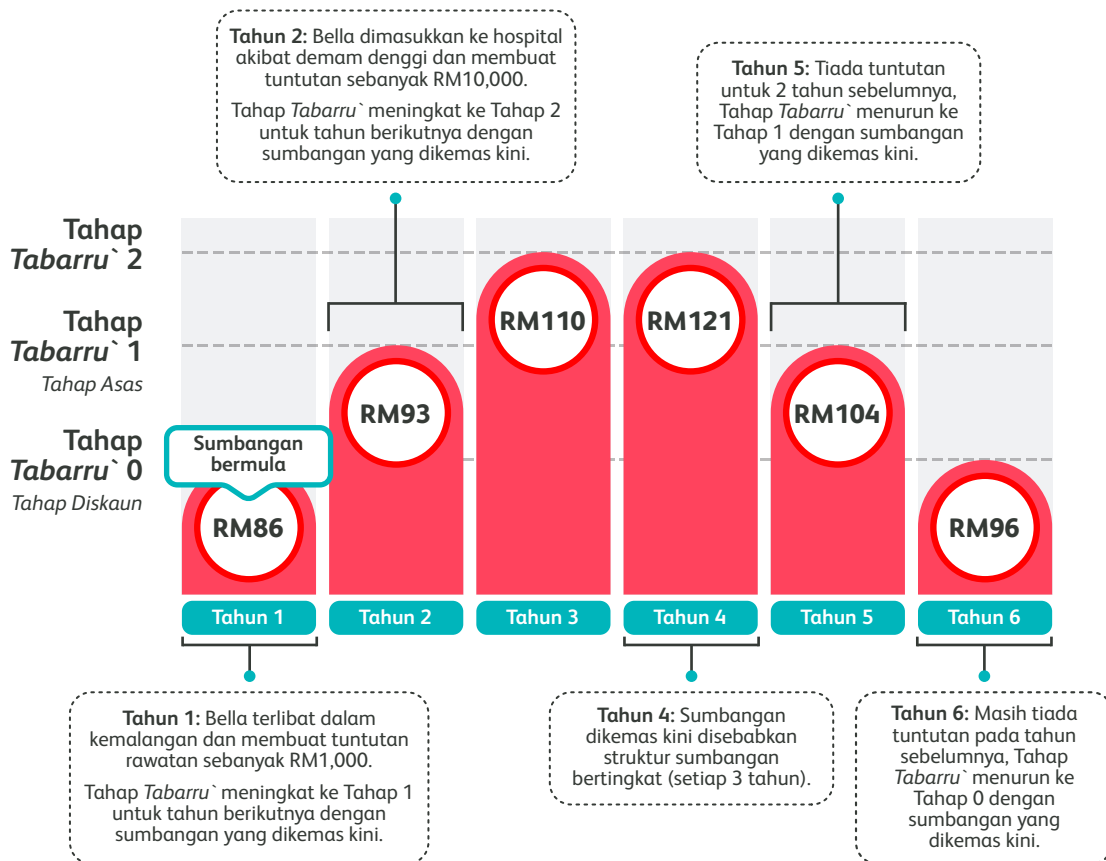 Tahun 2: Bella dimasukkan ke hospital
akibat demam denggi dan membuat
tuntutan sebanyak RM10,000.
Tahap Tabarru` meningkat ke Tahap 2
untuk tahun berikutnya dengan
sumbangan yang dikemas kini.
Tahun 5: Tiada tuntutan
untuk 2 tahun sebelumnya,
Tahap Tabarru` menurun ke
Tahap 1 dengan sumbangan
yang dikemas kini.
Tahap
Tabarru` 2
Tahap
Tabarru` 1
Tahap Asas
Tahap
Tabarru` 0
Tahap Diskaun
Sumbangan
bermula
RM86
RM93
RM110
RM121
RM104
RM96
Tahun 1
Tahun 2
Tahun 3
Tahun 4
Tahun 5
Tahun 6
Tahun 1: Bella terlibat dalam
kemalangan dan membuat tuntutan
rawatan sebanyak RM1,000.
Tahap Tabarru` meningkat ke Tahap 1
untuk tahun berikutnya dengan
sumbangan yang dikemas kini.
Tahun 4: Sumbangan
dikemas kini disebabkan
struktur sumbangan
bertingkat (setiap 3 tahun).
Tahun 6: Masih tiada
tuntutan pada tahun
sebelumnya, Tahap
Tabarru` menurun ke
Tahap 0 dengan
sumbangan yang
dikemas kini.